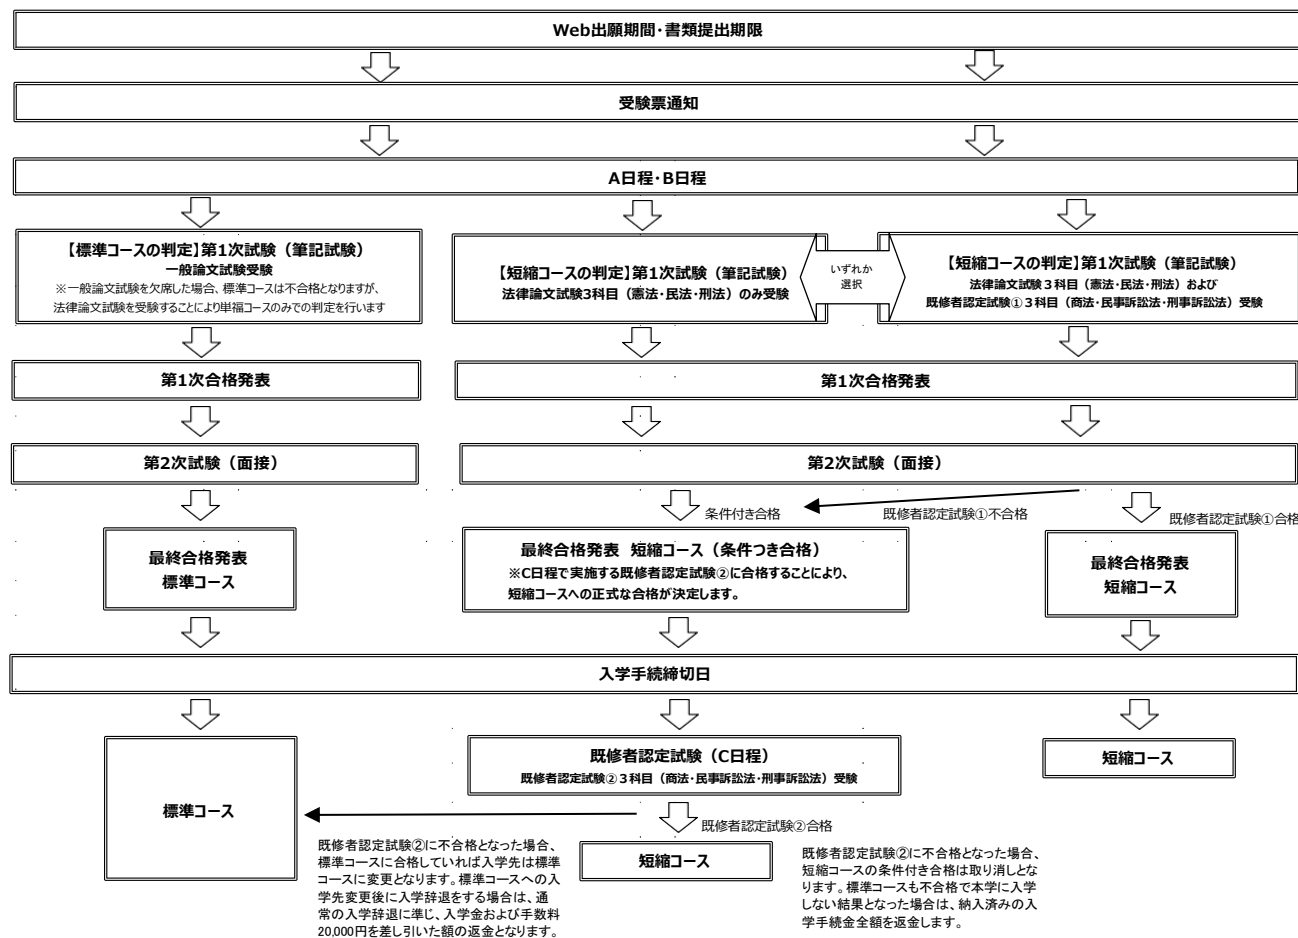 Web出願期間・書類提出期限
受験票通知
A日程・B日程
【標準コースの判定】第1次試験（筆記試験）
一般論文試験受験
※一般論文試験を欠席した場合、標準コースは不合格となりますが、
法律論文試験を受験することにより単福コースのみでの判定を行います
【短縮コースの判定】第1次試験（筆記試験）
法律論文試験3科目（憲法・民法・刑法）のみ受験
いずれか
選択
【短縮コースの判定】第1次試験（筆記試験）
法律論文試験３科目（憲法・民法・刑法）および
既修者認定試験①３科目（商法・民事訴訟法・刑事訴訟法）受験
第1次合格発表
第1次合格発表
第2次試験（面接）
第2次試験（面接）
条件付き合格
既修者認定試験①不合格
既修者認定試験①合格
最終合格発表
標準コース
最終合格発表 短縮コース（条件つき合格）
※C日程で実施する既修者認定試験②に合格することにより、
短縮コースへの正式な合格が決定します。
最終合格発表
短縮コース
入学手続締切日
標準コース
既修者認定試験（C日程）
既修者認定試験②３科目（商法・民事訴訟法・刑事訴訟法）受験
短縮コース
既修者認定試験②合格
短縮コース
既修者認定試験②に不合格となった場合、
標準コースに合格していれば入学先は標準
コースに変更となります。標準コースへの入
学先変更後に入学辞退をする場合は、通
常の入学辞退に準じ、入学金および手数料
20,000円を差し引いた額の返金となります。
既修者認定試験②に不合格となった場合、
短縮コースの条件付き合格は取り消しとな
ります。標準コースも不合格で本学に入学
しない結果となった場合は、納入済みの入
学手続金全額を返金します。